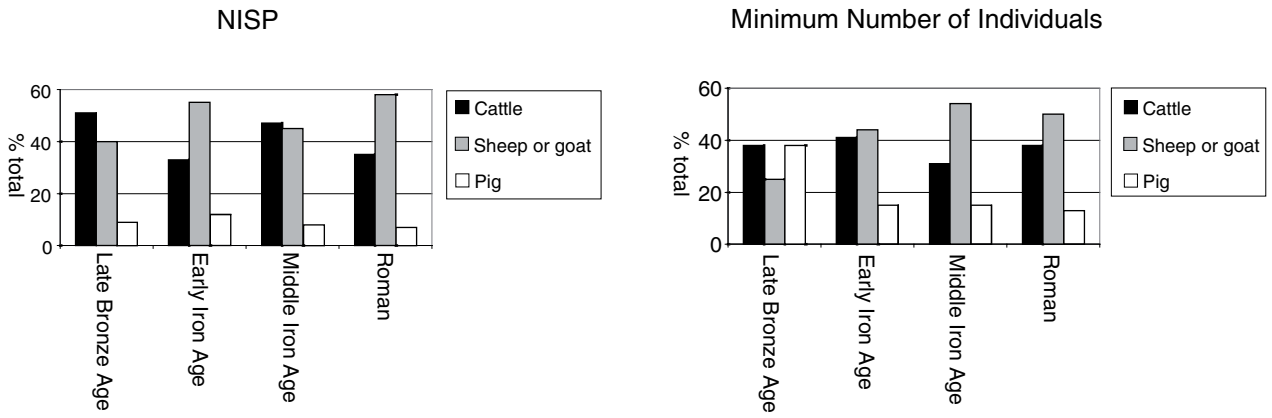 NISP
60
40
20
0
% total
Late Bronze Age
Early Iron Age
Middle Iron Age
Roman
Cattle
Sheep or goat
Pig
Minimum Number of Individuals
60
40
20
0
% total
Late Bronze Age
Early Iron Age
Middle Iron Age
Roman
Cattle
Sheep or goat
Pig